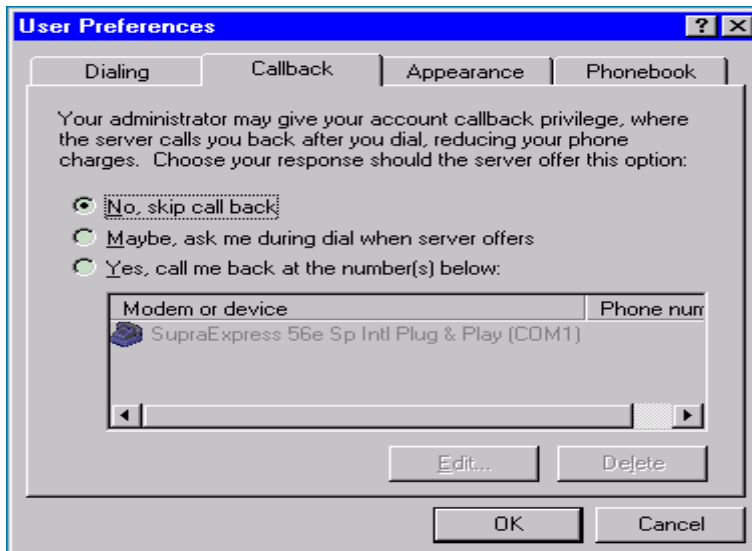 User Preferences
Dialing Callback Appearance Phonebook
Your administrator may give your account callback privilege, where
the server calls you back after you dial, reducing your phone
charges. Choose your response should the server offer this option:
No, skip call back
Maybe, ask me during dial when server offers
Yes, call me back at the number(s) below:
Modem or device Phone num
SupraExpress 56e Sp Intl Plug & Play (COM1)
Edit... Delete
OK Cancel